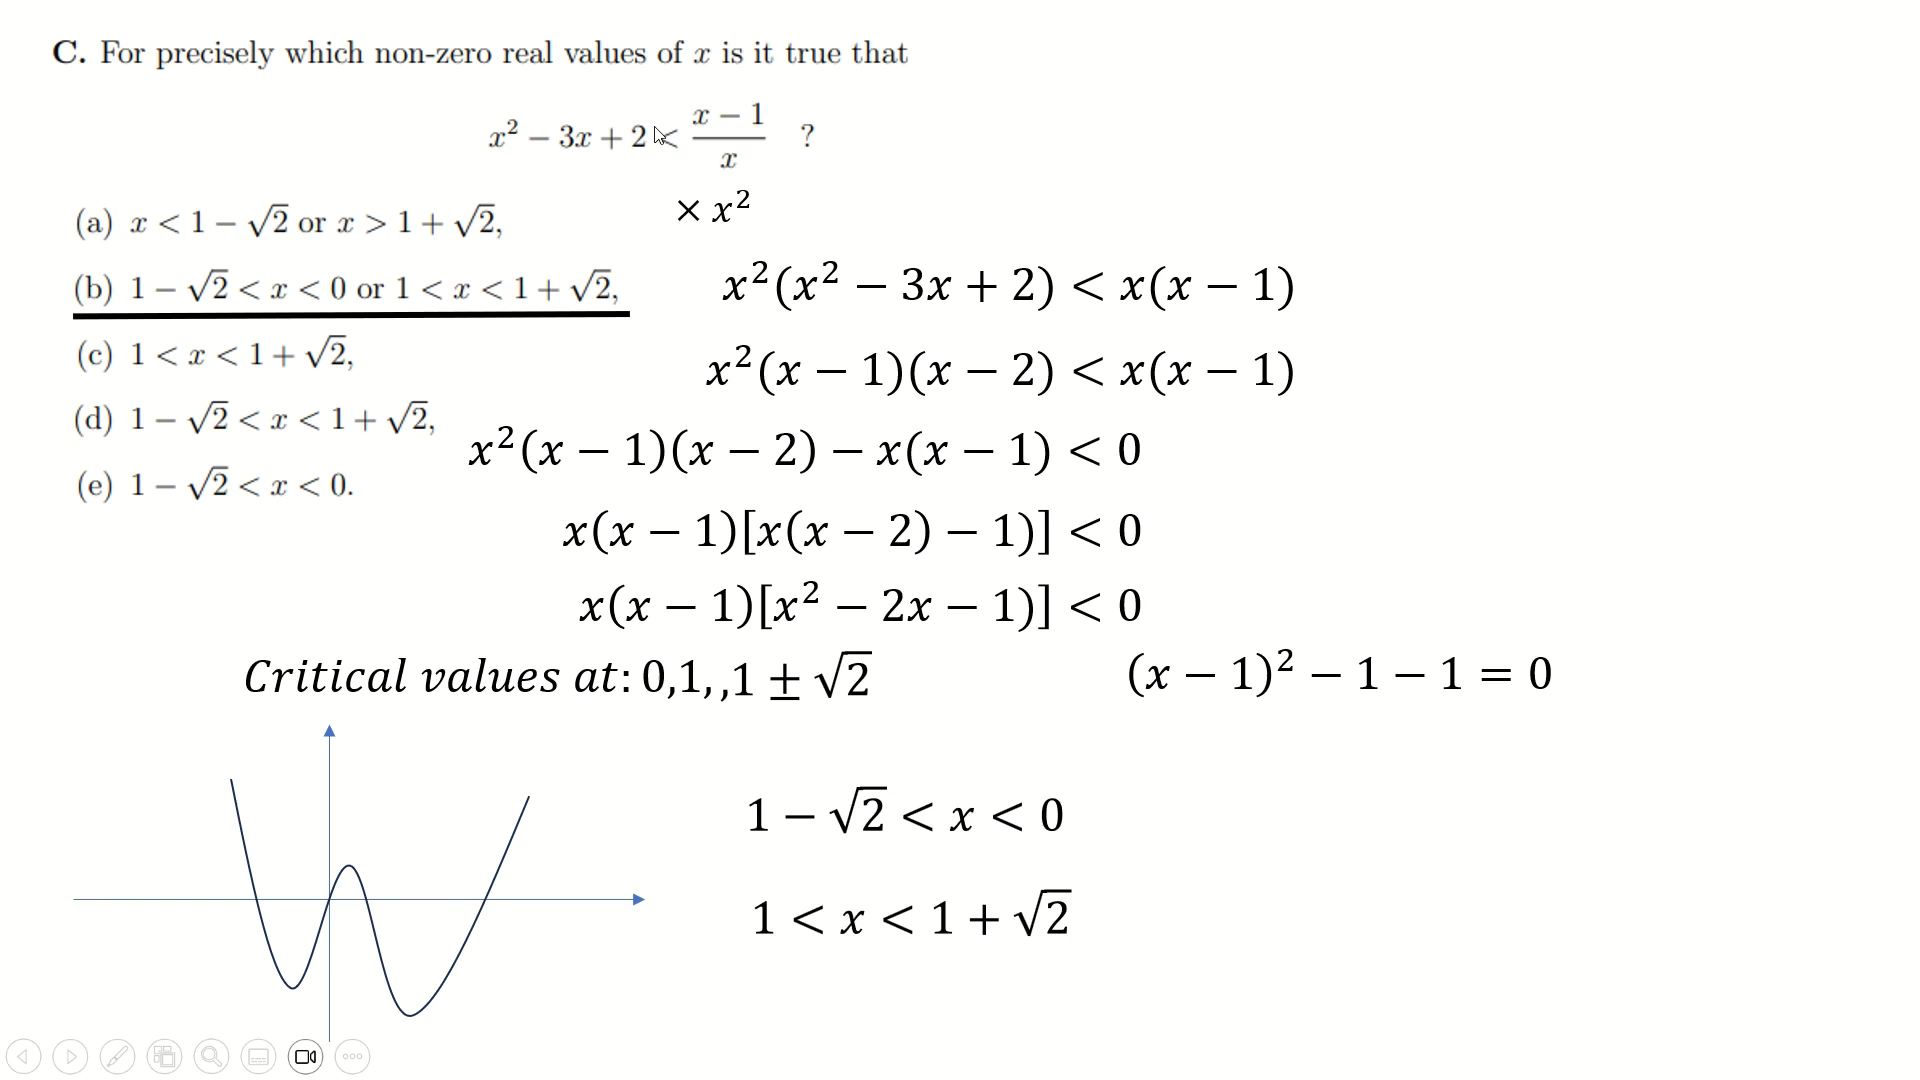 C. For precisely which non-zero real values of x is it true that
x² − 3x + 2 < (x − 1)/x ?
× x²
(a) x < 1 − √2 or x > 1 + √2,
(b) 1 − √2 < x < 0 or 1 < x < 1 + √2,
(c) 1 < x < 1 + √2,
(d) 1 − √2 < x < 1 + √2,
(e) 1 − √2 < x < 0.
x²(x² − 3x + 2) < x(x − 1)
x²(x − 1)(x − 2) < x(x − 1)
x²(x − 1)(x − 2) − x(x − 1) < 0
x(x − 1)[x(x − 2) − 1)] < 0
x(x − 1)[x² − 2x − 1)] < 0
Critical values at: 0,1, ,1 ± √2
(x − 1)² − 1 − 1 = 0
1 − √2 < x < 0
1 < x < 1 + √2